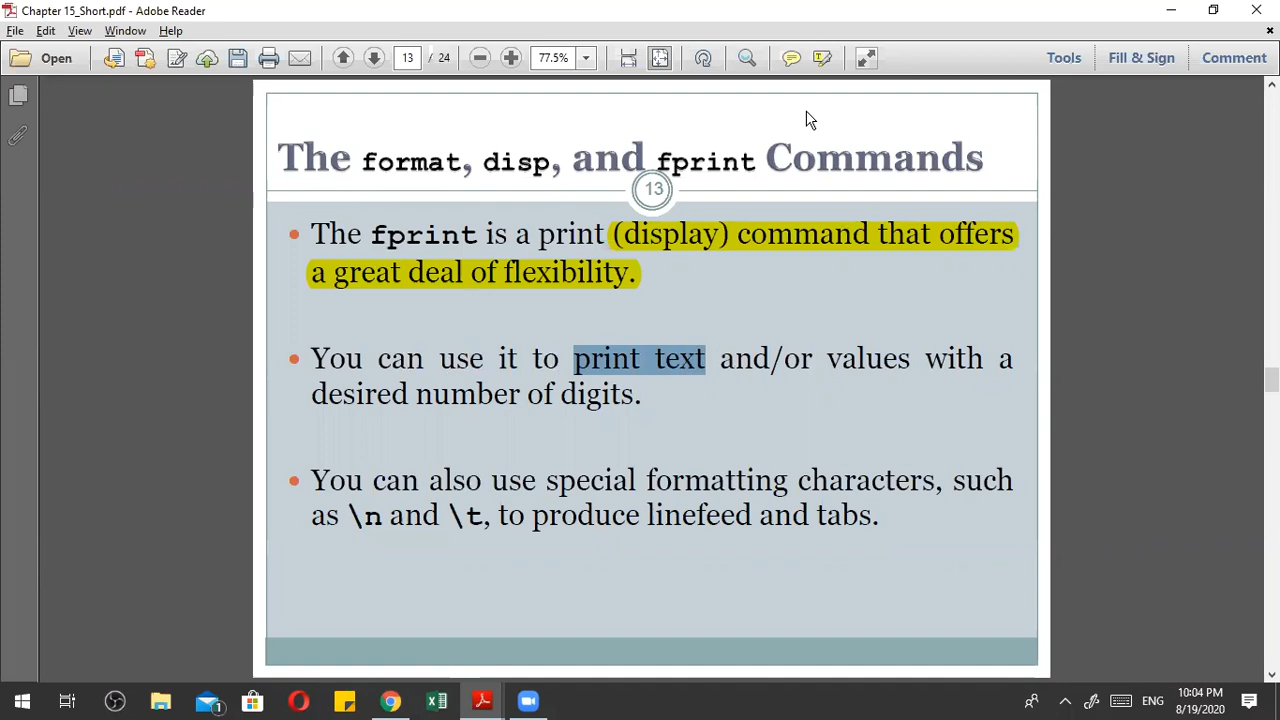 Chapter 15_Short.pdf - Adobe Reader
File Edit View Window Help
Open 13 / 24 77.5% Tools Fill & Sign Comment
The format, disp, and fprint Commands
13
• The fprint is a print (display) command that offers
a great deal of flexibility.
• You can use it to print text and/or values with a
desired number of digits.
• You can also use special formatting characters, such
as \n and \t, to produce linefeed and tabs.
1
ENG
10:04 PM
8/19/2020